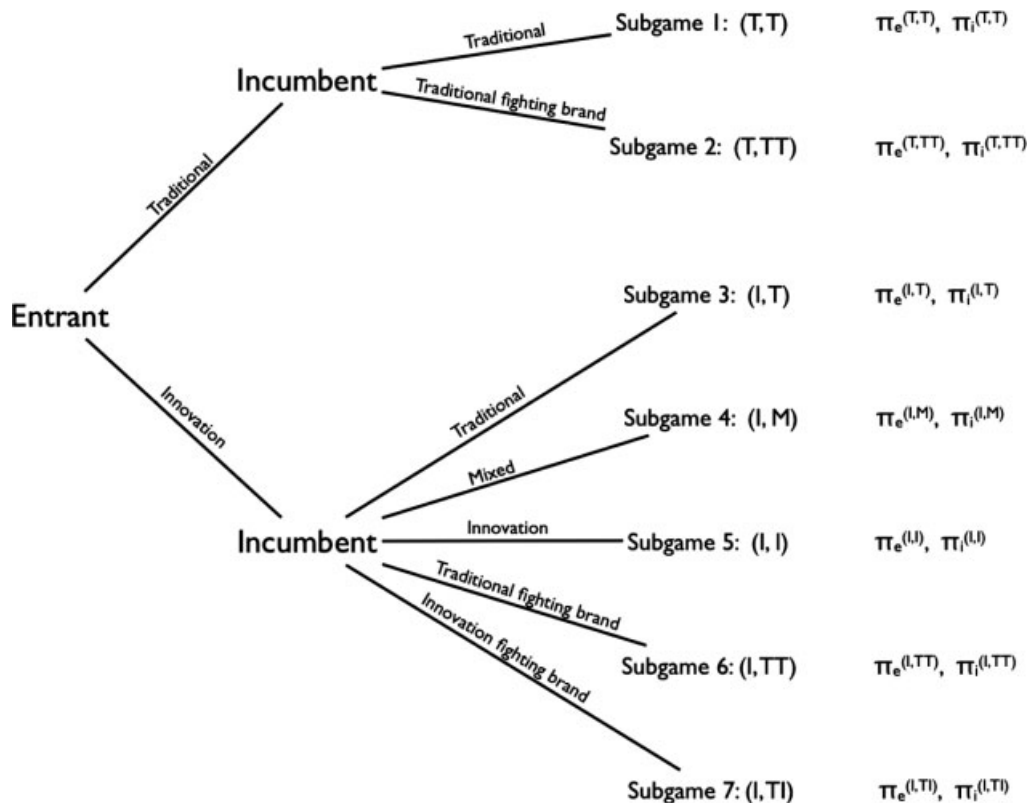 Subgame 1: (T,T) πe(T,T), πi(T,T)
Traditional
Incumbent
Traditional fighting brand
Subgame 2: (T,TT) πe(T,TT), πi(T,TT)
Traditional
Entrant
Subgame 3: (I,T) πe(I,T), πi(I,T)
Innovation
Traditional
Subgame 4: (I, M) πe(I,M), πi(I,M)
Mixed
Incumbent
Innovation
Subgame 5: (I, I) πe(I,I), πi(I,I)
Traditional fighting brand
Innovation fighting brand
Subgame 6: (I,TT) πe(I,TT), πi(I,TT)
Subgame 7: (I,TI) πe(I,TI), πi(I,TI)